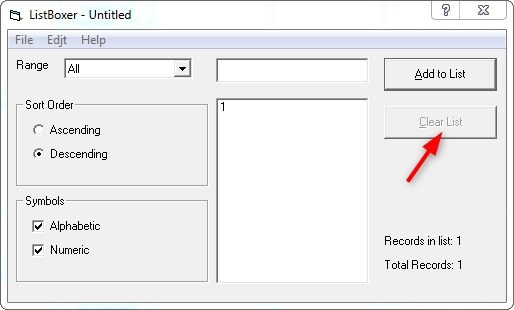 ListBoxer - Untitled
?
File Edjt Help
Range All Add to List
1
Clear List
Sort Order
Ascending
Descending
Symbols
Alphabetic
Numeric
Records in list: 1
Total Records: 1